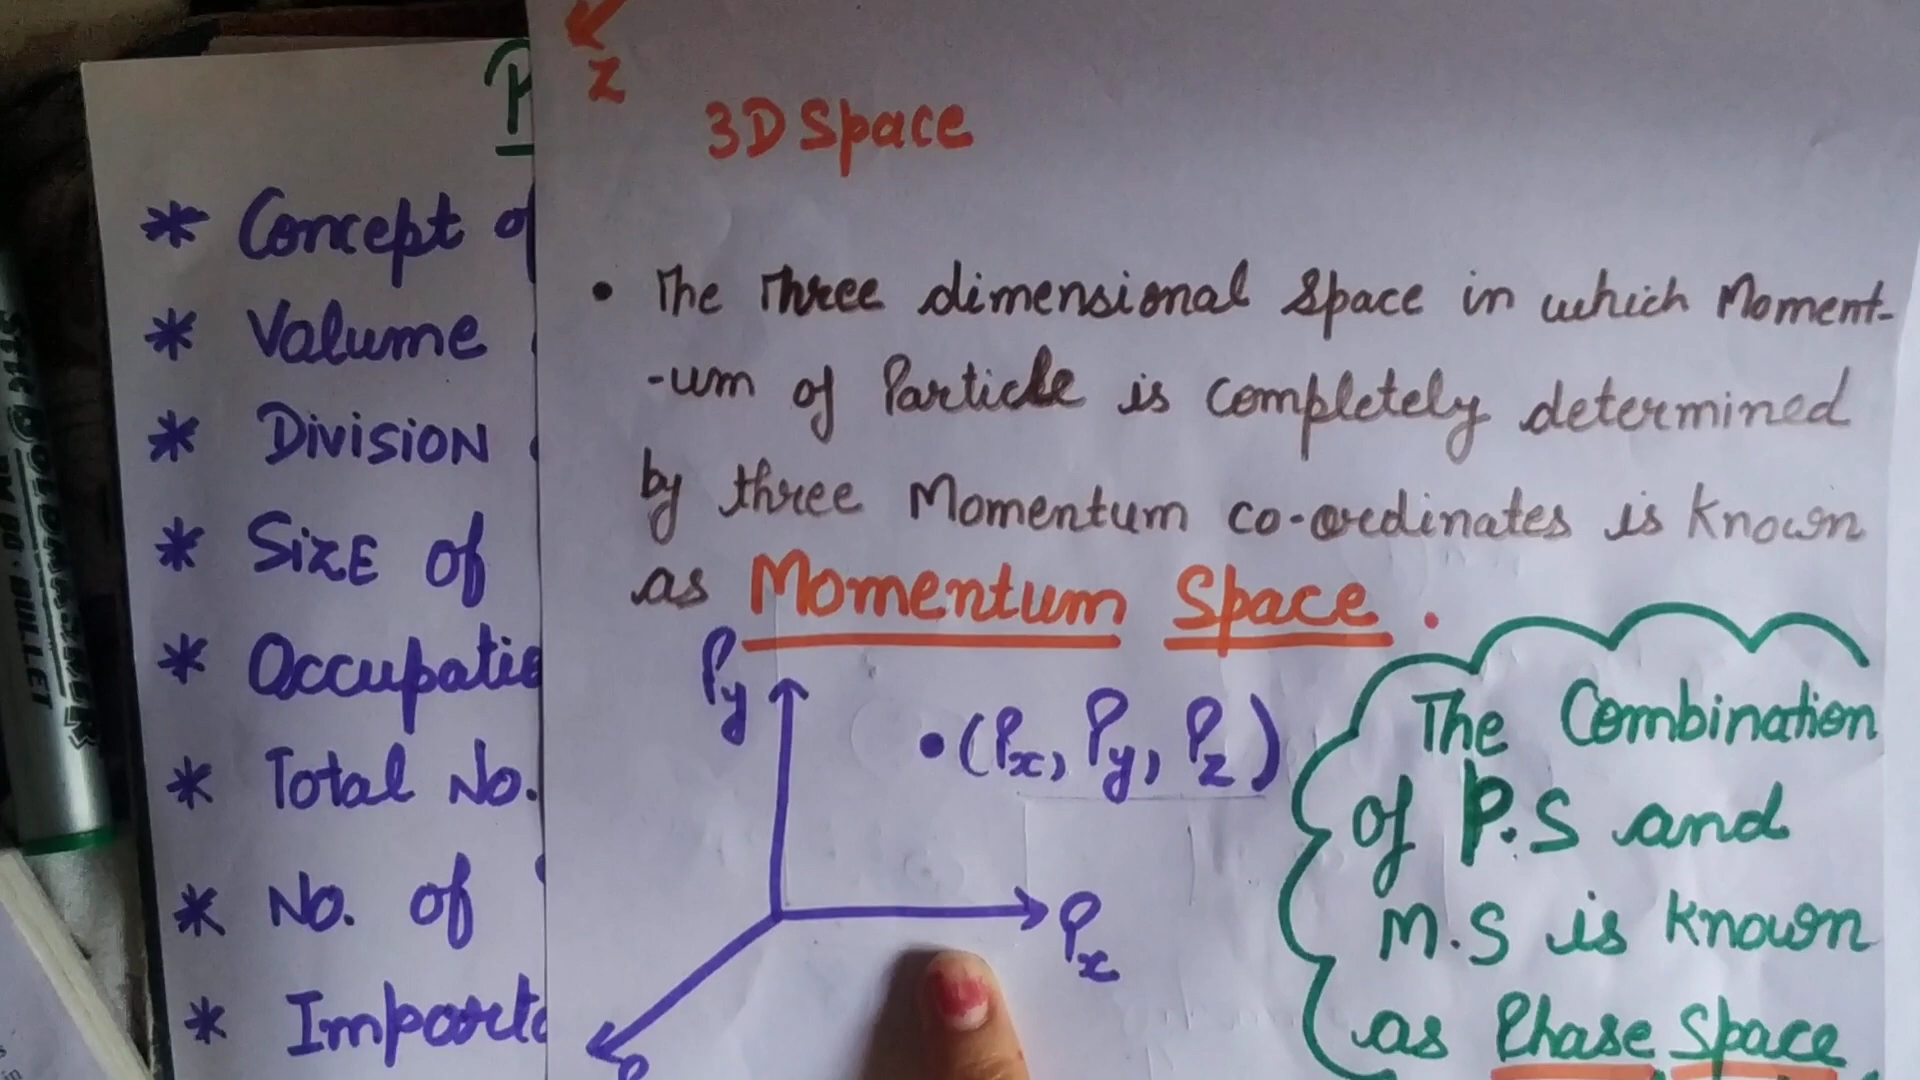 Z
3D Space
* Concept of
* Volume
* Division
* Size of
* Occupatio
* Total No.
* No. of
* Importa
• The Three dimensional Space in which Moment-
-um of Particle is completely determined
by three Momentum co-ordinates is known
as Momentum Space.
Py
•(Px, Py, Pz)
Px
The Combination
of P.S and
M.S is known
as Phase Space